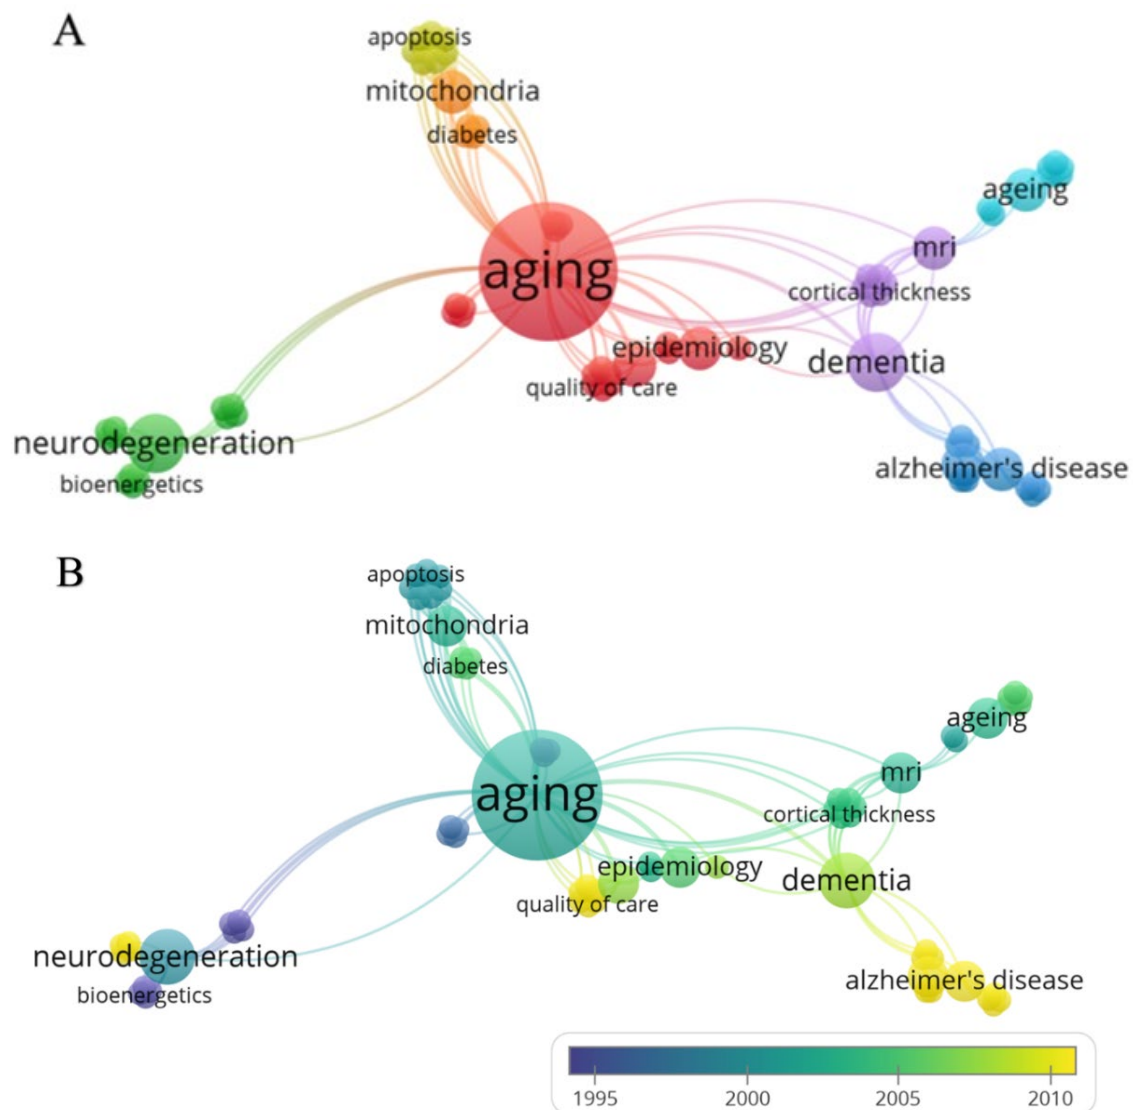 A
apoptosis
mitochondria
diabetes
ageing
aging
mri
cortical thickness
epidemiology
dementia
quality of care
neurodegeneration
alzheimer's disease
bioenergetics
B
apoptosis
mitochondria
diabetes
ageing
mri
aging
cortical thickness
epidemiology
dementia
quality of care
neurodegeneration
alzheimer's disease
bioenergetics
1995 2000 2005 2010